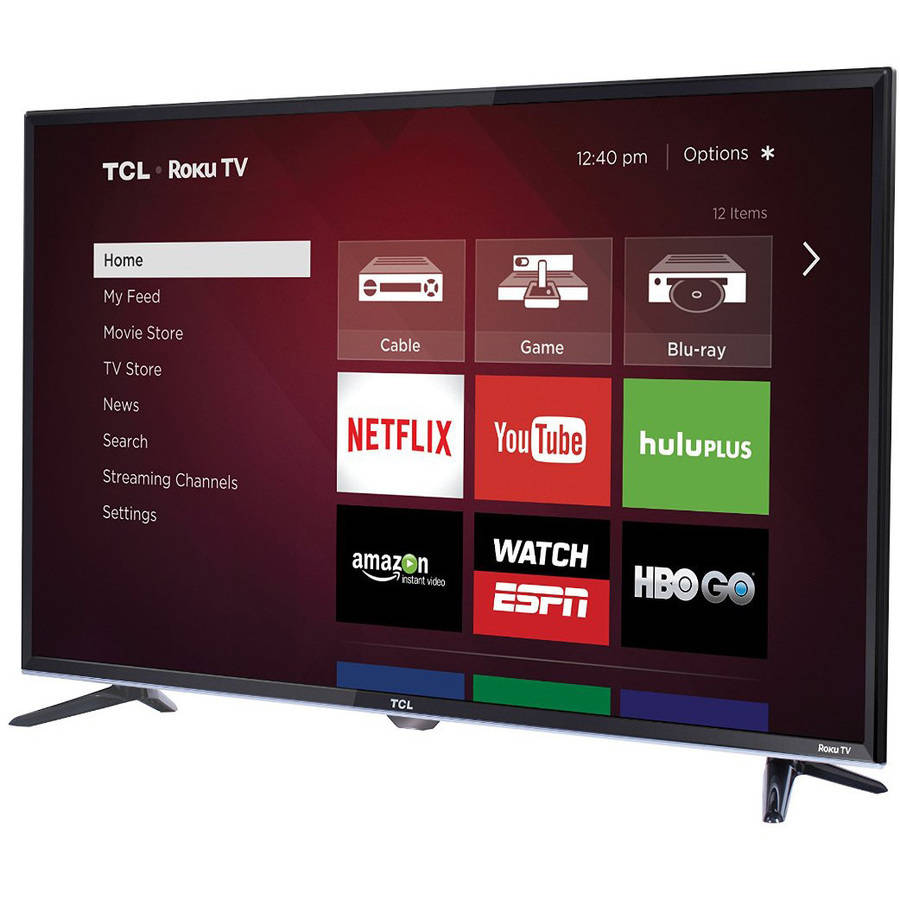 TCL • Roku TV
12:40 pm
Options *
12 Items
Home
My Feed
Movie Store
TV Store
News
Search
Streaming Channels
Settings
Cable
Game
Blu-ray
NETFLIX
YouTube
huluPLUS
amazon
instant video
WATCH
ESPN
HBO GO
TCL
Roku TV